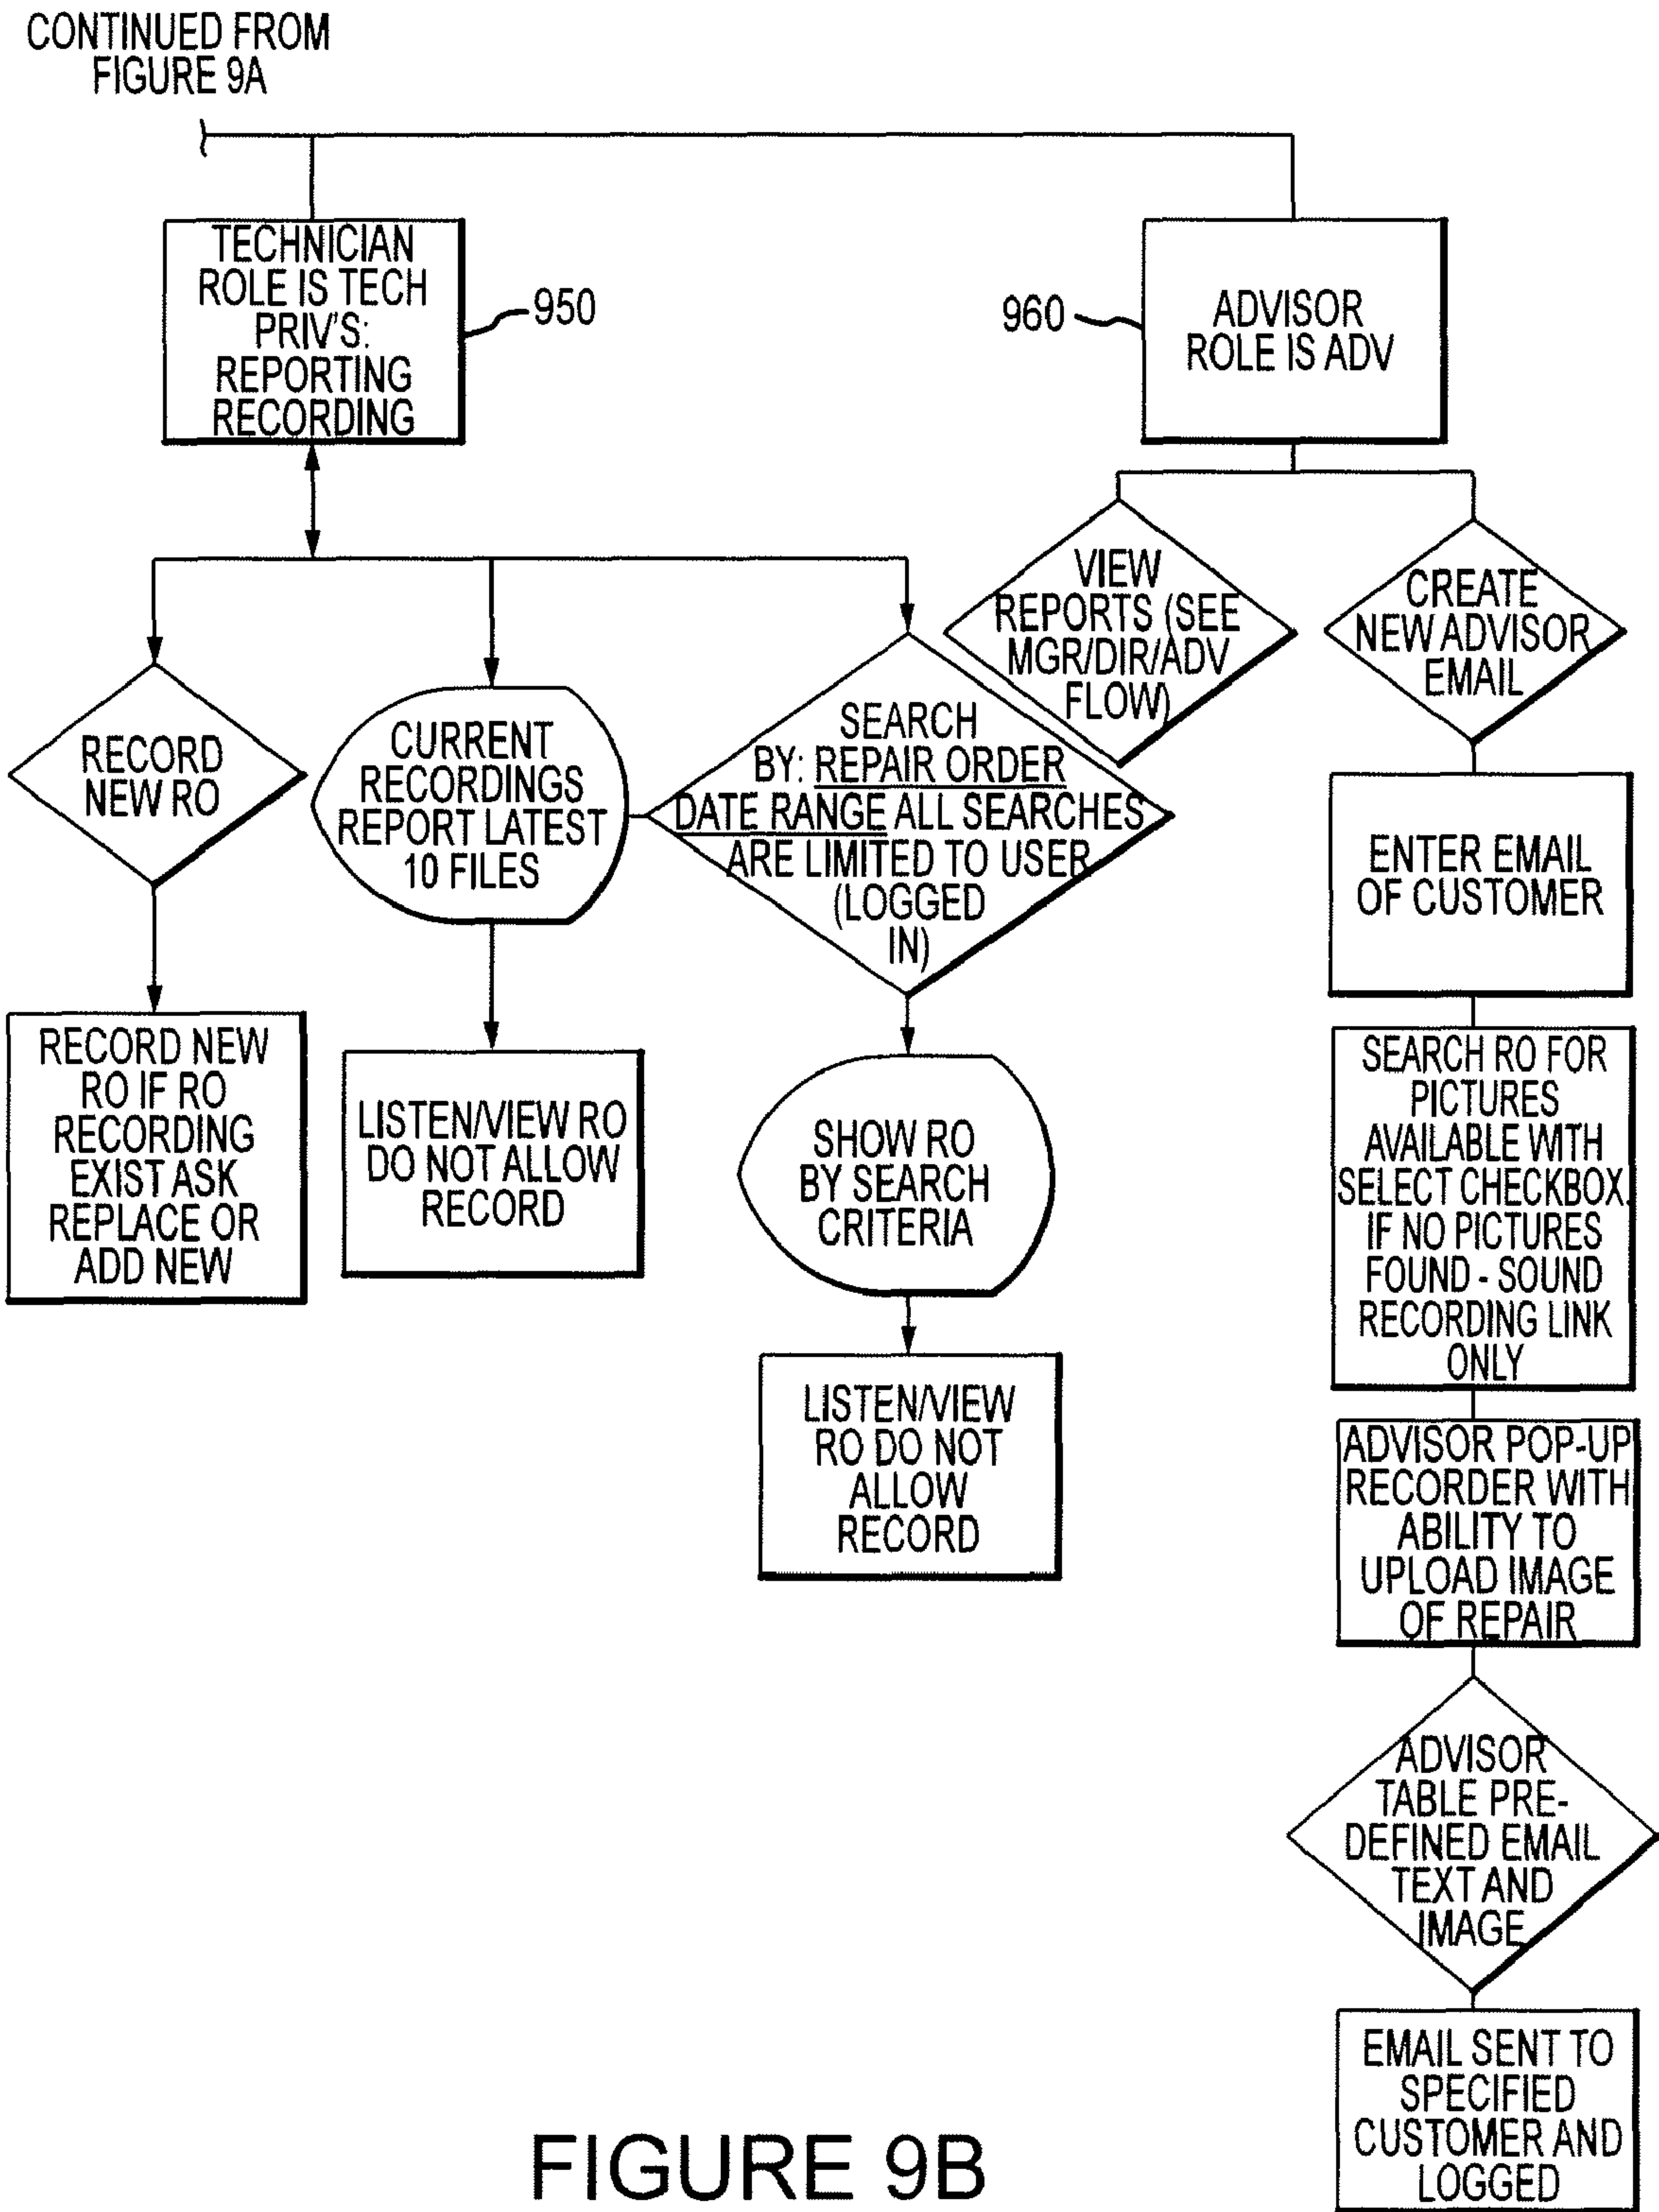 CONTINUED FROM
FIGURE 9A
TECHNICIAN
ROLE IS TECH
PRIV'S:
REPORTING
RECORDING
950
960
ADVISOR
ROLE IS ADV
VIEW
REPORTS (SEE
MGR/DIR/ADV
FLOW)
CREATE
NEW ADVISOR
EMAIL
RECORD
NEW RO
CURRENT
RECORDINGS
REPORT LATEST
10 FILES
SEARCH
BY: REPAIR ORDER
DATE RANGE ALL SEARCHES
ARE LIMITED TO USER
(LOGGED
IN)
ENTER EMAIL
OF CUSTOMER
RECORD NEW
RO IF RO
RECORDING
EXIST ASK
REPLACE OR
ADD NEW
LISTEN/VIEW RO
DO NOT ALLOW
RECORD
SHOW RO
BY SEARCH
CRITERIA
SEARCH RO FOR
PICTURES
AVAILABLE WITH
SELECT CHECKBOX.
IF NO PICTURES
FOUND - SOUND
RECORDING LINK
ONLY
LISTEN/VIEW
RO DO NOT
ALLOW
RECORD
ADVISOR POP-UP
RECORDER WITH
ABILITY TO
UPLOAD IMAGE
OF REPAIR
ADVISOR
TABLE PRE-
DEFINED EMAIL
TEXT AND
IMAGE
EMAIL SENT TO
SPECIFIED
CUSTOMER AND
LOGGED
FIGURE 9B